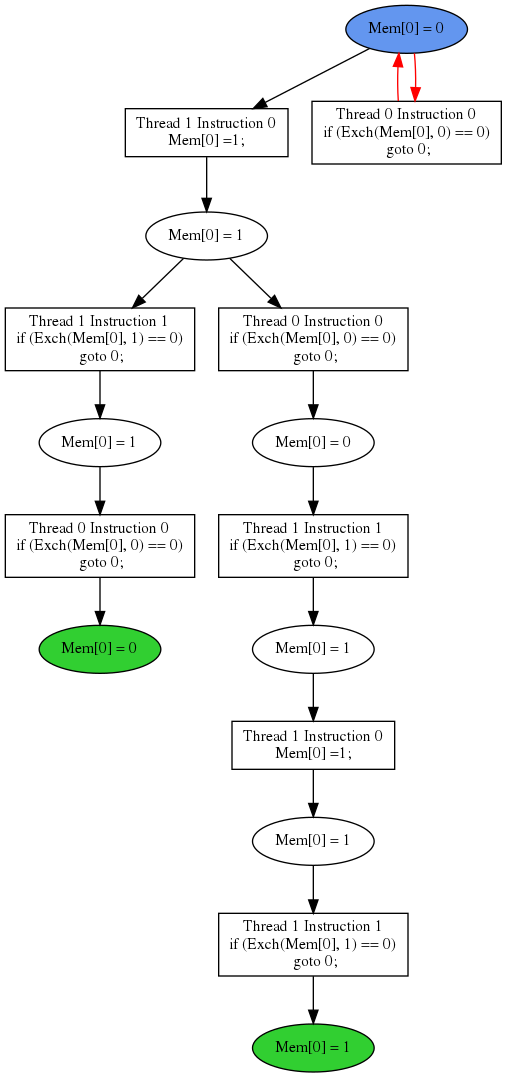 Mem[0] = 0
Thread 1 Instruction 0
Mem[0] =1;
Thread 0 Instruction 0
if (Exch(Mem[0], 0) == 0)
goto 0;
Mem[0] = 1
Thread 1 Instruction 1
if (Exch(Mem[0], 1) == 0)
goto 0;
Thread 0 Instruction 0
if (Exch(Mem[0], 0) == 0)
goto 0;
Mem[0] = 1
Mem[0] = 0
Thread 0 Instruction 0
if (Exch(Mem[0], 0) == 0)
goto 0;
Thread 1 Instruction 1
if (Exch(Mem[0], 1) == 0)
goto 0;
Mem[0] = 0
Mem[0] = 1
Thread 1 Instruction 0
Mem[0] =1;
Mem[0] = 1
Thread 1 Instruction 1
if (Exch(Mem[0], 1) == 0)
goto 0;
Mem[0] = 1